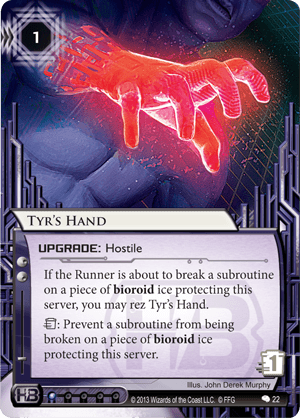 1
TYR'S HAND
UPGRADE: Hostile
If the Runner is about to break a subroutine
on a piece of bioroid ice protecting this
server, you may rez Tyr's Hand.
: Prevent a subroutine from being
broken on a piece of bioroid ice
protecting this server.
1
Illus. John Derek Murphy
HB
© 2013 Wizards of the Coast LLC. © FFG
22